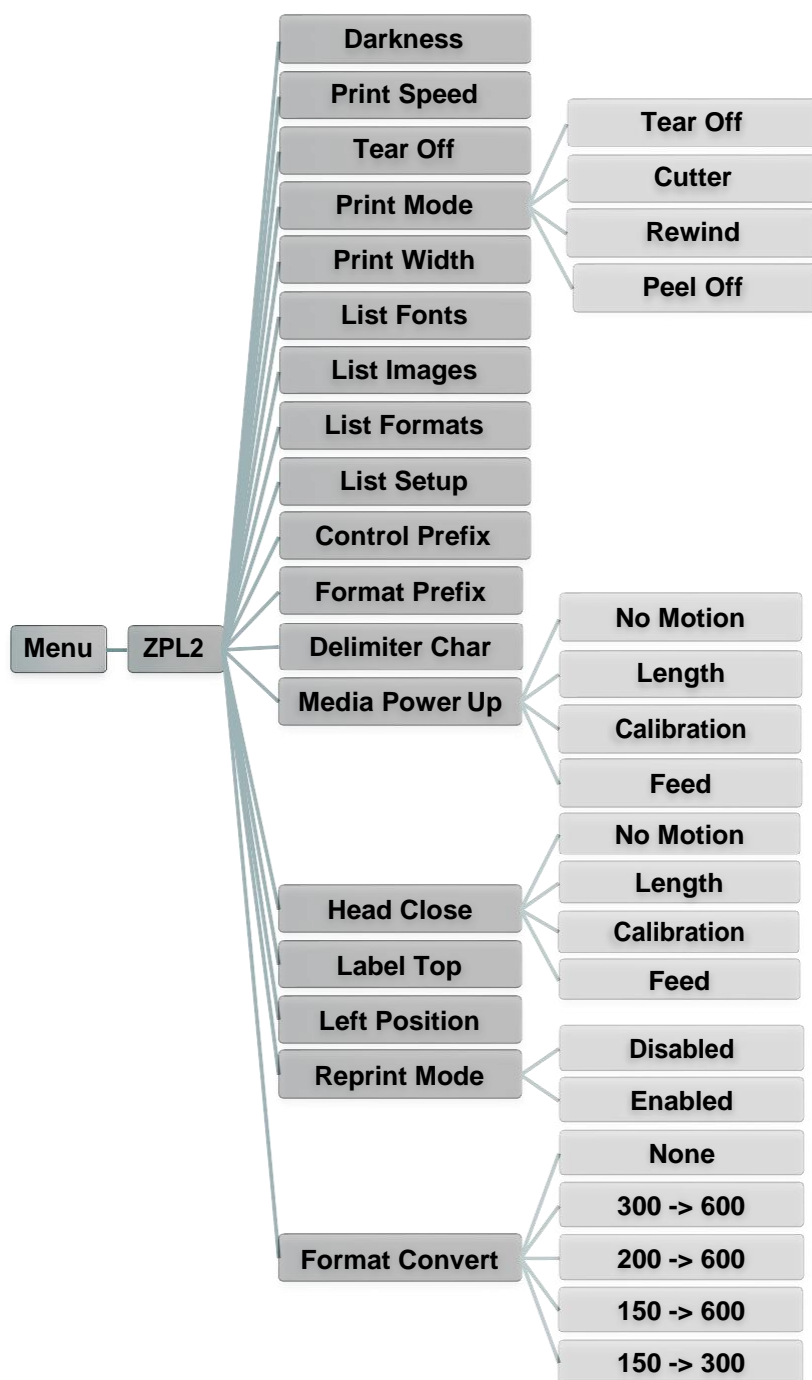 Darkness
Print Speed
Tear Off
Tear Off
Cutter
Print Mode
Rewind
Print Width
Peel Off
List Fonts
List Images
List Formats
List Setup
Control Prefix
Format Prefix
No Motion
Menu
ZPL2
Delimiter Char
Length
Media Power Up
Calibration
Feed
No Motion
Length
Head Close
Calibration
Label Top
Feed
Left Position
Disabled
Reprint Mode
Enabled
None
300 -> 600
Format Convert
200 -> 600
150 -> 600
150 -> 300